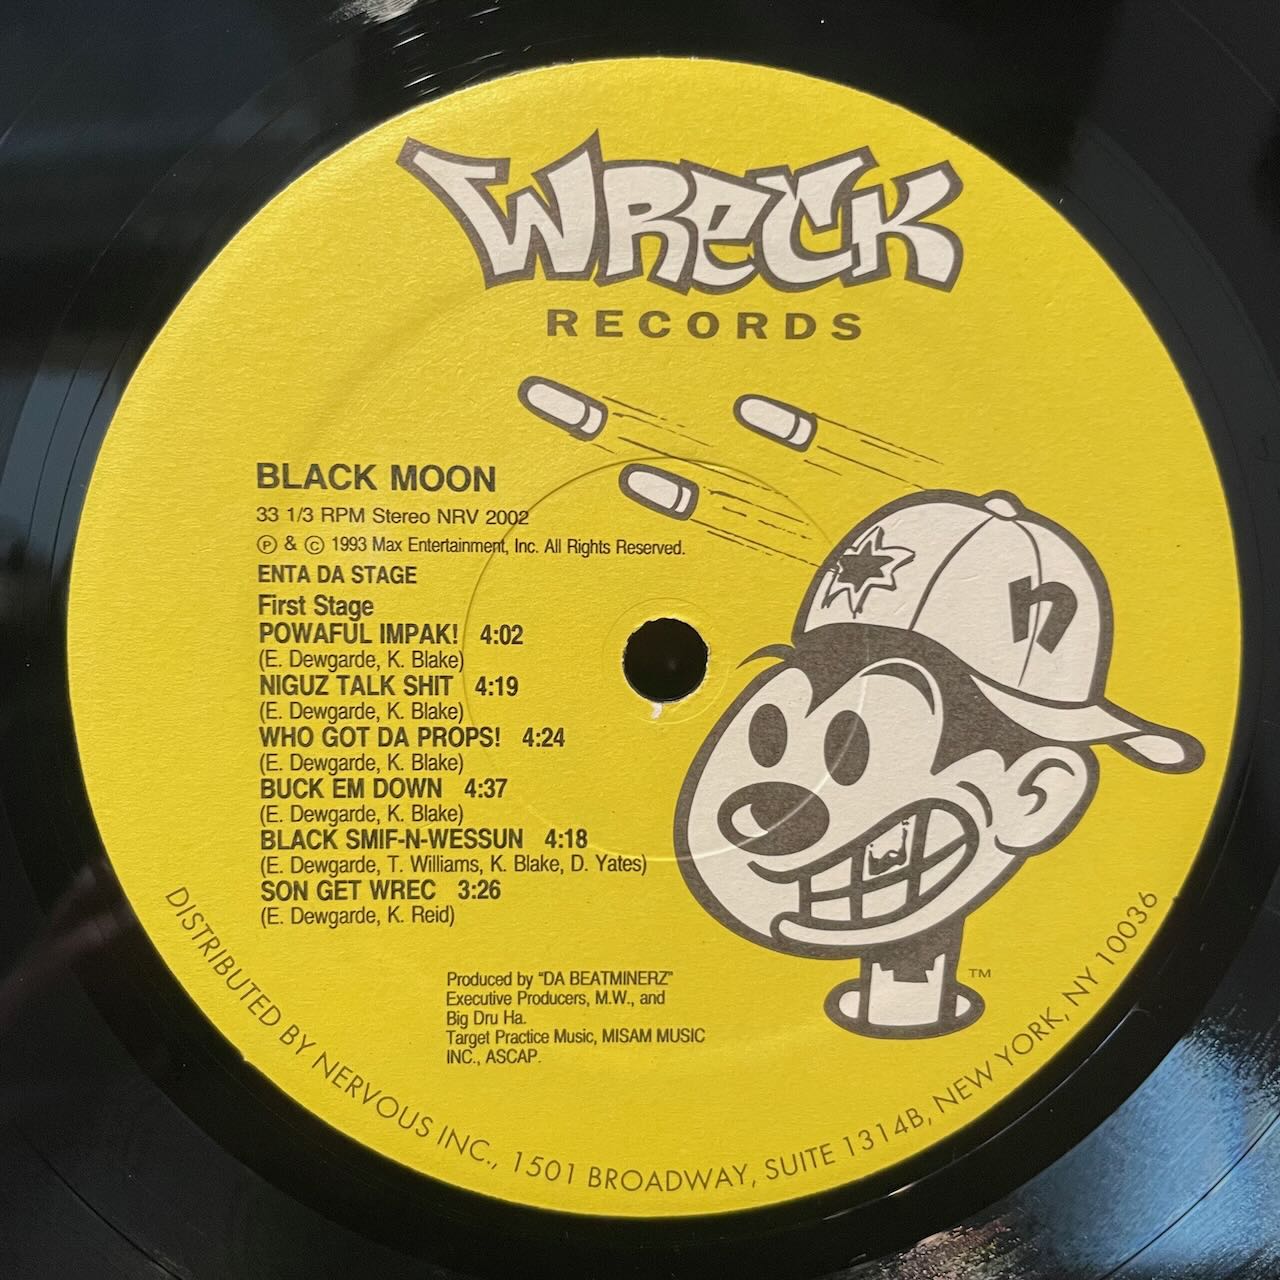 WRECK
RECORDS
n
BLACK MOON
33 1/3 RPM Stereo NRV 2002
Ⓟ & © 1993 Max Entertainment, Inc. All Rights Reserved.
ENTA DA STAGE
First Stage
POWAFUL IMPAK! 4:02
(E. Dewgarde, K. Blake)
NIGUZ TALK SHIT 4:19
(E. Dewgarde, K. Blake)
WHO GOT DA PROPS! 4:24
(E. Dewgarde, K. Blake)
BUCK EM DOWN 4:37
(E. Dewgarde, K. Blake)
BLACK SMIF-N-WESSUN 4:18
(E. Dewgarde, T. Williams, K. Blake, D. Yates)
SON GET WREC 3:26
(E. Dewgarde, K. Reid)
Produced by "DA BEATMINERZ"
Executive Producers, M.W., and
Big Dru Ha.
Target Practice Music, MISAM MUSIC
INC., ASCAP.
TM
DISTRIBUTED BY NERVOUS INC., 1501 BROADWAY, SUITE 1314B, NEW YORK, NY 10036